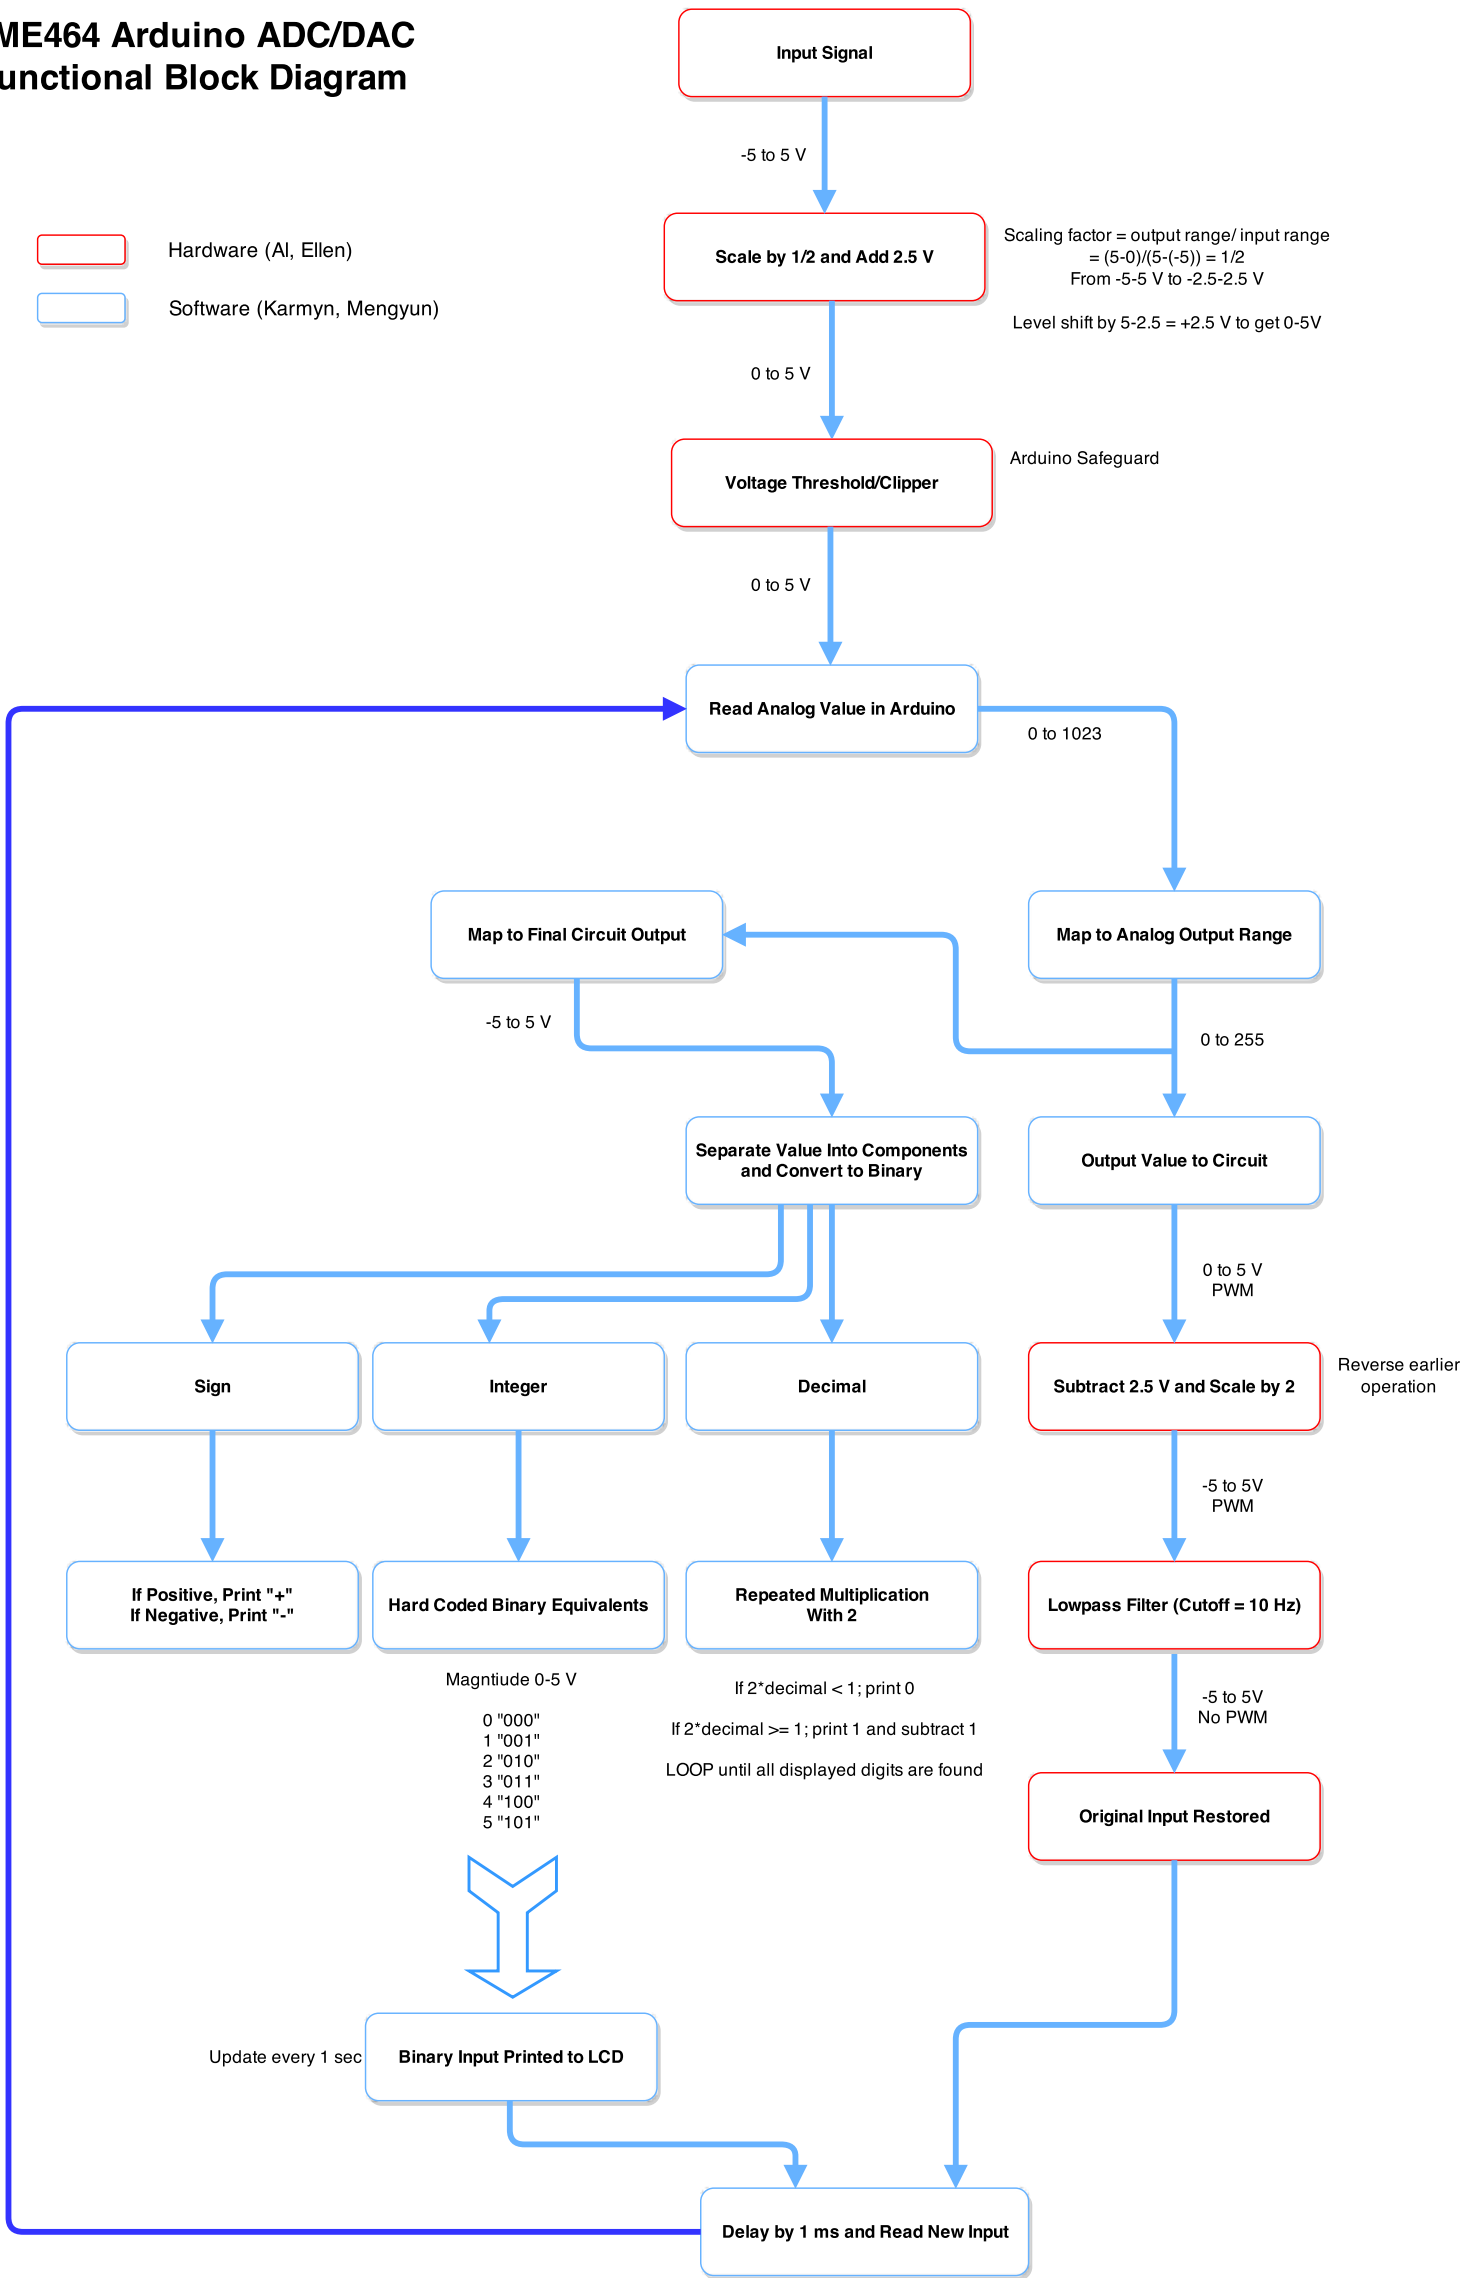 ME464 Arduino ADC/DAC
unctional Block Diagram
Input Signal
-5 to 5 V
Hardware (Al, Ellen)
Software (Karmyn, Mengyun)
Scale by 1/2 and Add 2.5 V
Scaling factor = output range/ input range
= (5-0)/(5-(-5)) = 1/2
From -5-5 V to -2.5-2.5 V
Level shift by 5-2.5 = +2.5 V to get 0-5V
0 to 5 V
Voltage Threshold/Clipper
Arduino Safeguard
0 to 5 V
Read Analog Value in Arduino
0 to 1023
Map to Final Circuit Output
Map to Analog Output Range
-5 to 5 V
0 to 255
Separate Value Into Components
and Convert to Binary
Output Value to Circuit
0 to 5 V
PWM
Sign
Integer
Decimal
Subtract 2.5 V and Scale by 2
Reverse earlier
operation
-5 to 5V
PWM
If Positive, Print "+"
If Negative, Print "-"
Hard Coded Binary Equivalents
Repeated Multiplication
With 2
Lowpass Filter (Cutoff = 10 Hz)
Magntiude 0-5 V
0 "000"
1 "001"
2 "010"
3 "011"
4 "100"
5 "101"
If 2*decimal < 1; print 0
If 2*decimal >= 1; print 1 and subtract 1
LOOP until all displayed digits are found
-5 to 5V
No PWM
Original Input Restored
Update every 1 sec
Binary Input Printed to LCD
Delay by 1 ms and Read New Input